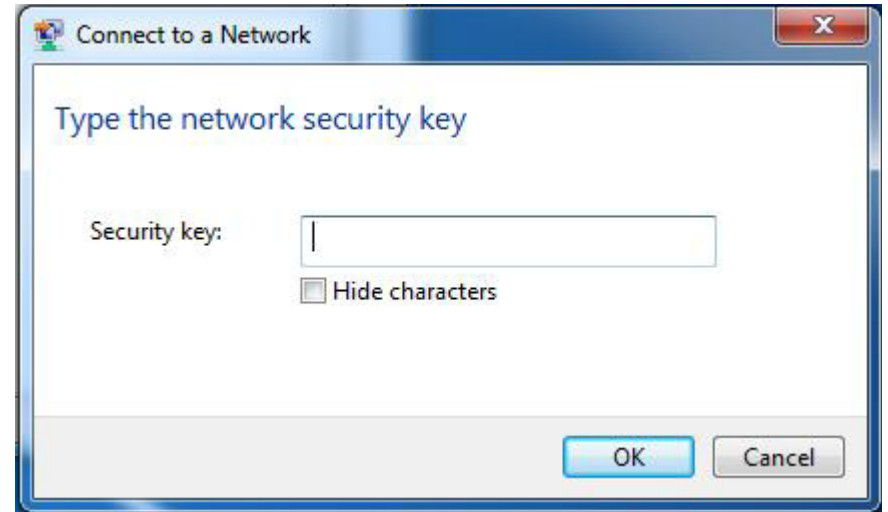 Connect to a Network
Type the network security key
Security key:
Hide characters
OK Cancel